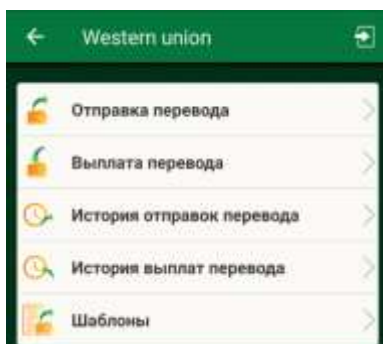 Western union
Отправка перевода
Выплата перевода
История отправок перевода
История выплат перевода
Шаблоны